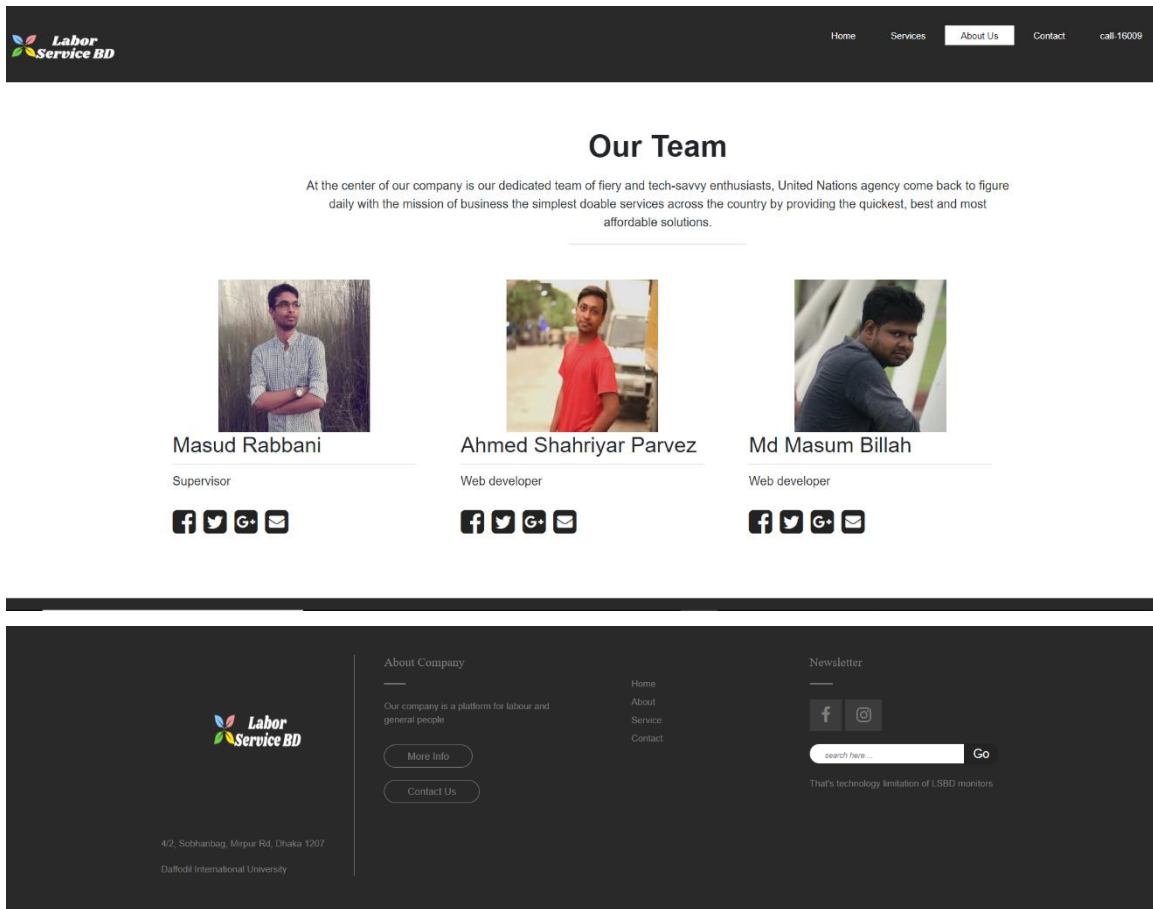 Labor
Service BD
Home Services About Us Contact call-16009
Our Team
At the center of our company is our dedicated team of fiery and tech-savvy enthusiasts, United Nations agency come back to figure
daily with the mission of business the simplest doable services across the country by providing the quickest, best and most
affordable solutions.
Masud Rabbani
Supervisor
Ahmed Shahriyar Parvez
Web developer
Md Masum Billah
Web developer
Labor
Service BD
4/2, Sobhanbag, Mirpur Rd, Dhaka 1207
Daffodil International University
About Company
Our company is a platform for labour and
general people
More Info
Contact Us
Home
About
Service
Contact
Newsletter
search here....
Go
That's technology limitation of LSBD monitors